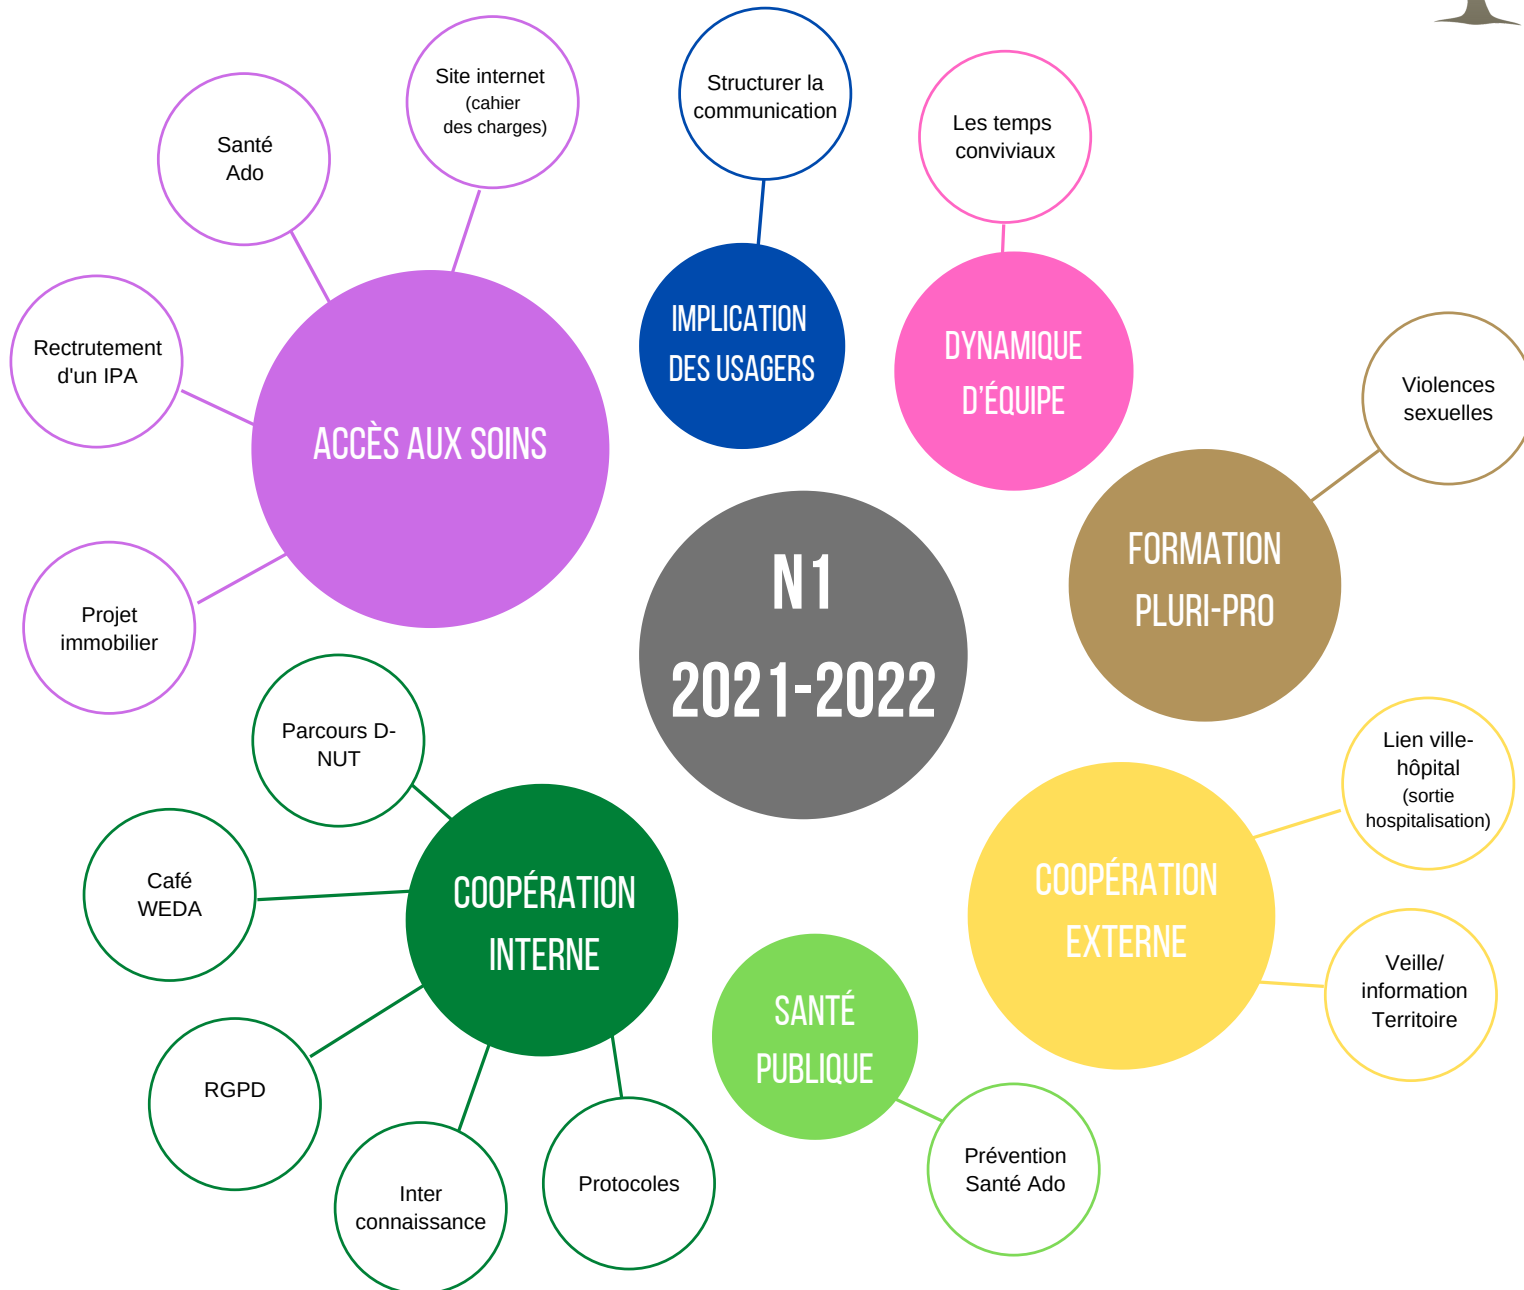 Site internet
(cahier
des charges)
Structurer la
communication
Les temps
conviviaux
Santé
Ado
Rectrutement
d'un IPA
ACCÈS AUX SOINS
IMPLICATION
DES USAGERS
DYNAMIQUE
D'ÉQUIPE
Violences
sexuelles
FORMATION
PLURI-PRO
N1
2021-2022
Projet
immobilier
Parcours D-
NUT
Café
WEDA
COOPÉRATION
INTERNE
RGPD
Inter
connaissance
Protocoles
SANTÉ
PUBLIQUE
Prévention
Santé Ado
COOPÉRATION
EXTERNE
Lien ville-
hôpital
(sortie
hospitalisation)
Veille/
information
Territoire